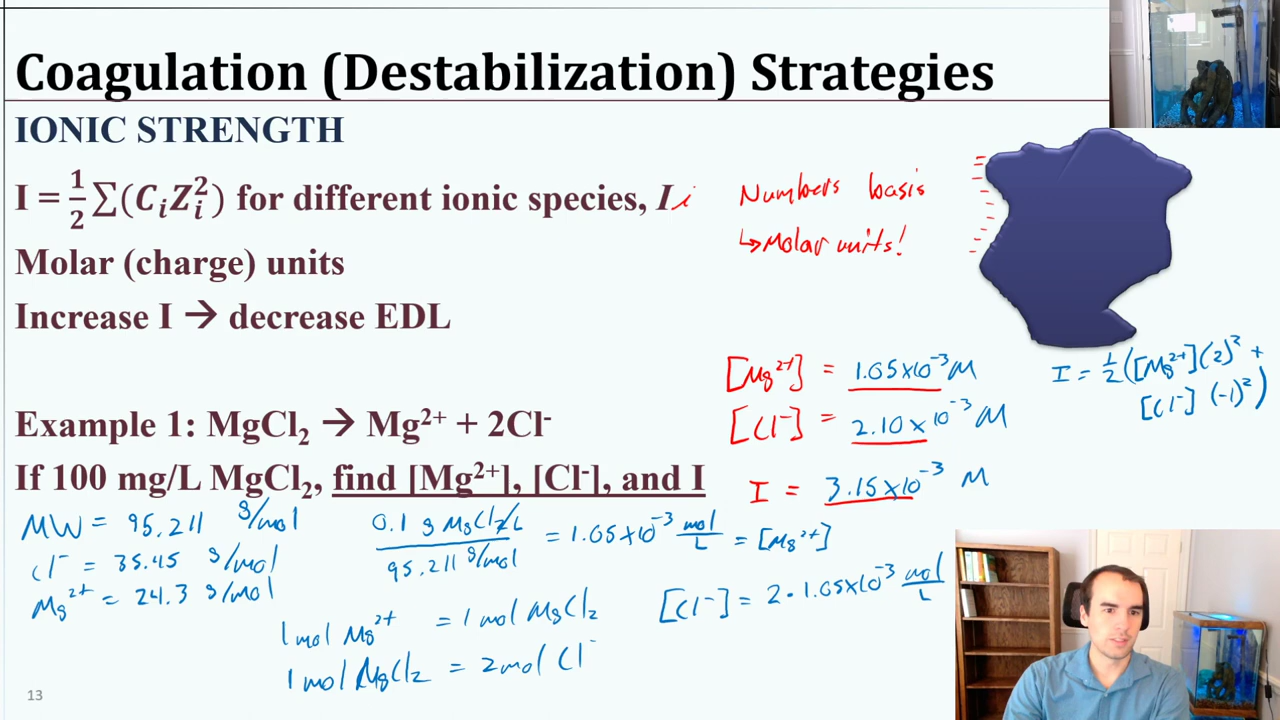 Coagulation (Destabilization) Strategies
IONIC STRENGTH
I = 1/2 ∑(CᵢZᵢ²) for different ionic species, I i
Numbers basis
↳Molar units!
Molar (charge) units
Increase I → decrease EDL
[Mg²⁺] = 1.05×10⁻³ M
[Cl⁻] = 2.10×10⁻³ M
I = 3.15×10⁻³ M
I = 1/2 ([Mg²⁺](2)² +
[Cl⁻] (-1)²)
Example 1: MgCl₂ → Mg²⁺ + 2Cl⁻
If 100 mg/L MgCl₂, find [Mg²⁺], [Cl⁻], and I
MW = 95.211 g/mol
Cl⁻ = 35.45 g/mol
Mg²⁺ = 24.3 g/mol
0.1 g MgCl₂/L
95.211 g/mol
= 1.05×10⁻³ mol/L = [Mg²⁺]
1 mol Mg²⁺ = 1 mol MgCl₂
1 mol MgCl₂ = 2 mol Cl⁻
[Cl⁻] = 2 · 1.05×10⁻³ mol/L
13